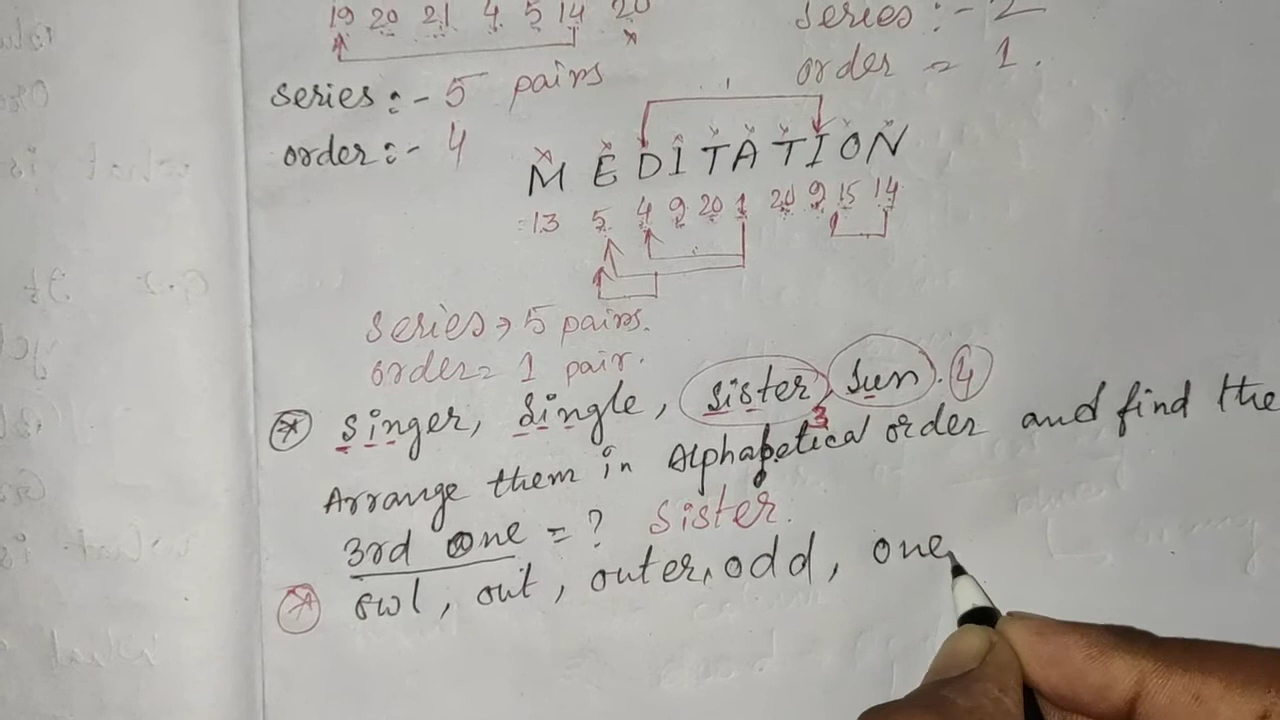 19 20 21 4 5 14 20
series :- 2
series :- 5 pairs
order = 1.
order :- 4
MEDITATION
13 5 4 9 20 1 20 9 15 14
series → 5 pairs.
order = 1 pair.
singer, single, sister, sun. 4
3
Arrange them in Alphabetical order and find the
3rd one = ? sister.
owl, out, outer, odd, one